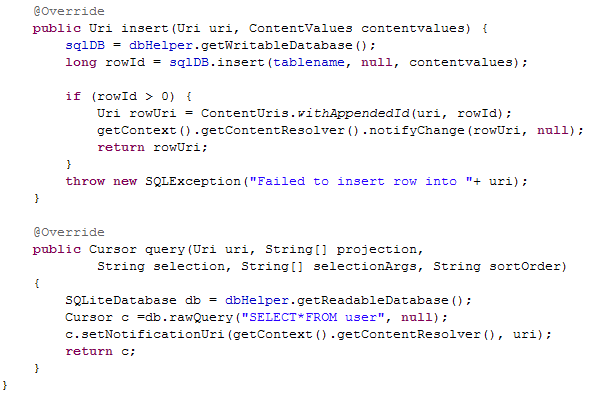 @Override
    public Uri insert(Uri uri, ContentValues contentvalues) {
        sqlDB = dbHelper.getWritableDatabase();
        long rowId = sqlDB.insert(tablename, null, contentvalues);

        if (rowId > 0) {
            Uri rowUri = ContentUris.withAppendedId(uri, rowId);
            getContext().getContentResolver().notifyChange(rowUri, null);
            return rowUri;
        }
        throw new SQLException("Failed to insert row into "+ uri);
    }

    @Override
    public Cursor query(Uri uri, String[] projection,
            String selection, String[] selectionArgs, String sortOrder)
    {
        SQLiteDatabase db = dbHelper.getReadableDatabase();
        Cursor c =db.rawQuery("SELECT*FROM user", null);
        c.setNotificationUri(getContext().getContentResolver(), uri);
        return c;
    }
}